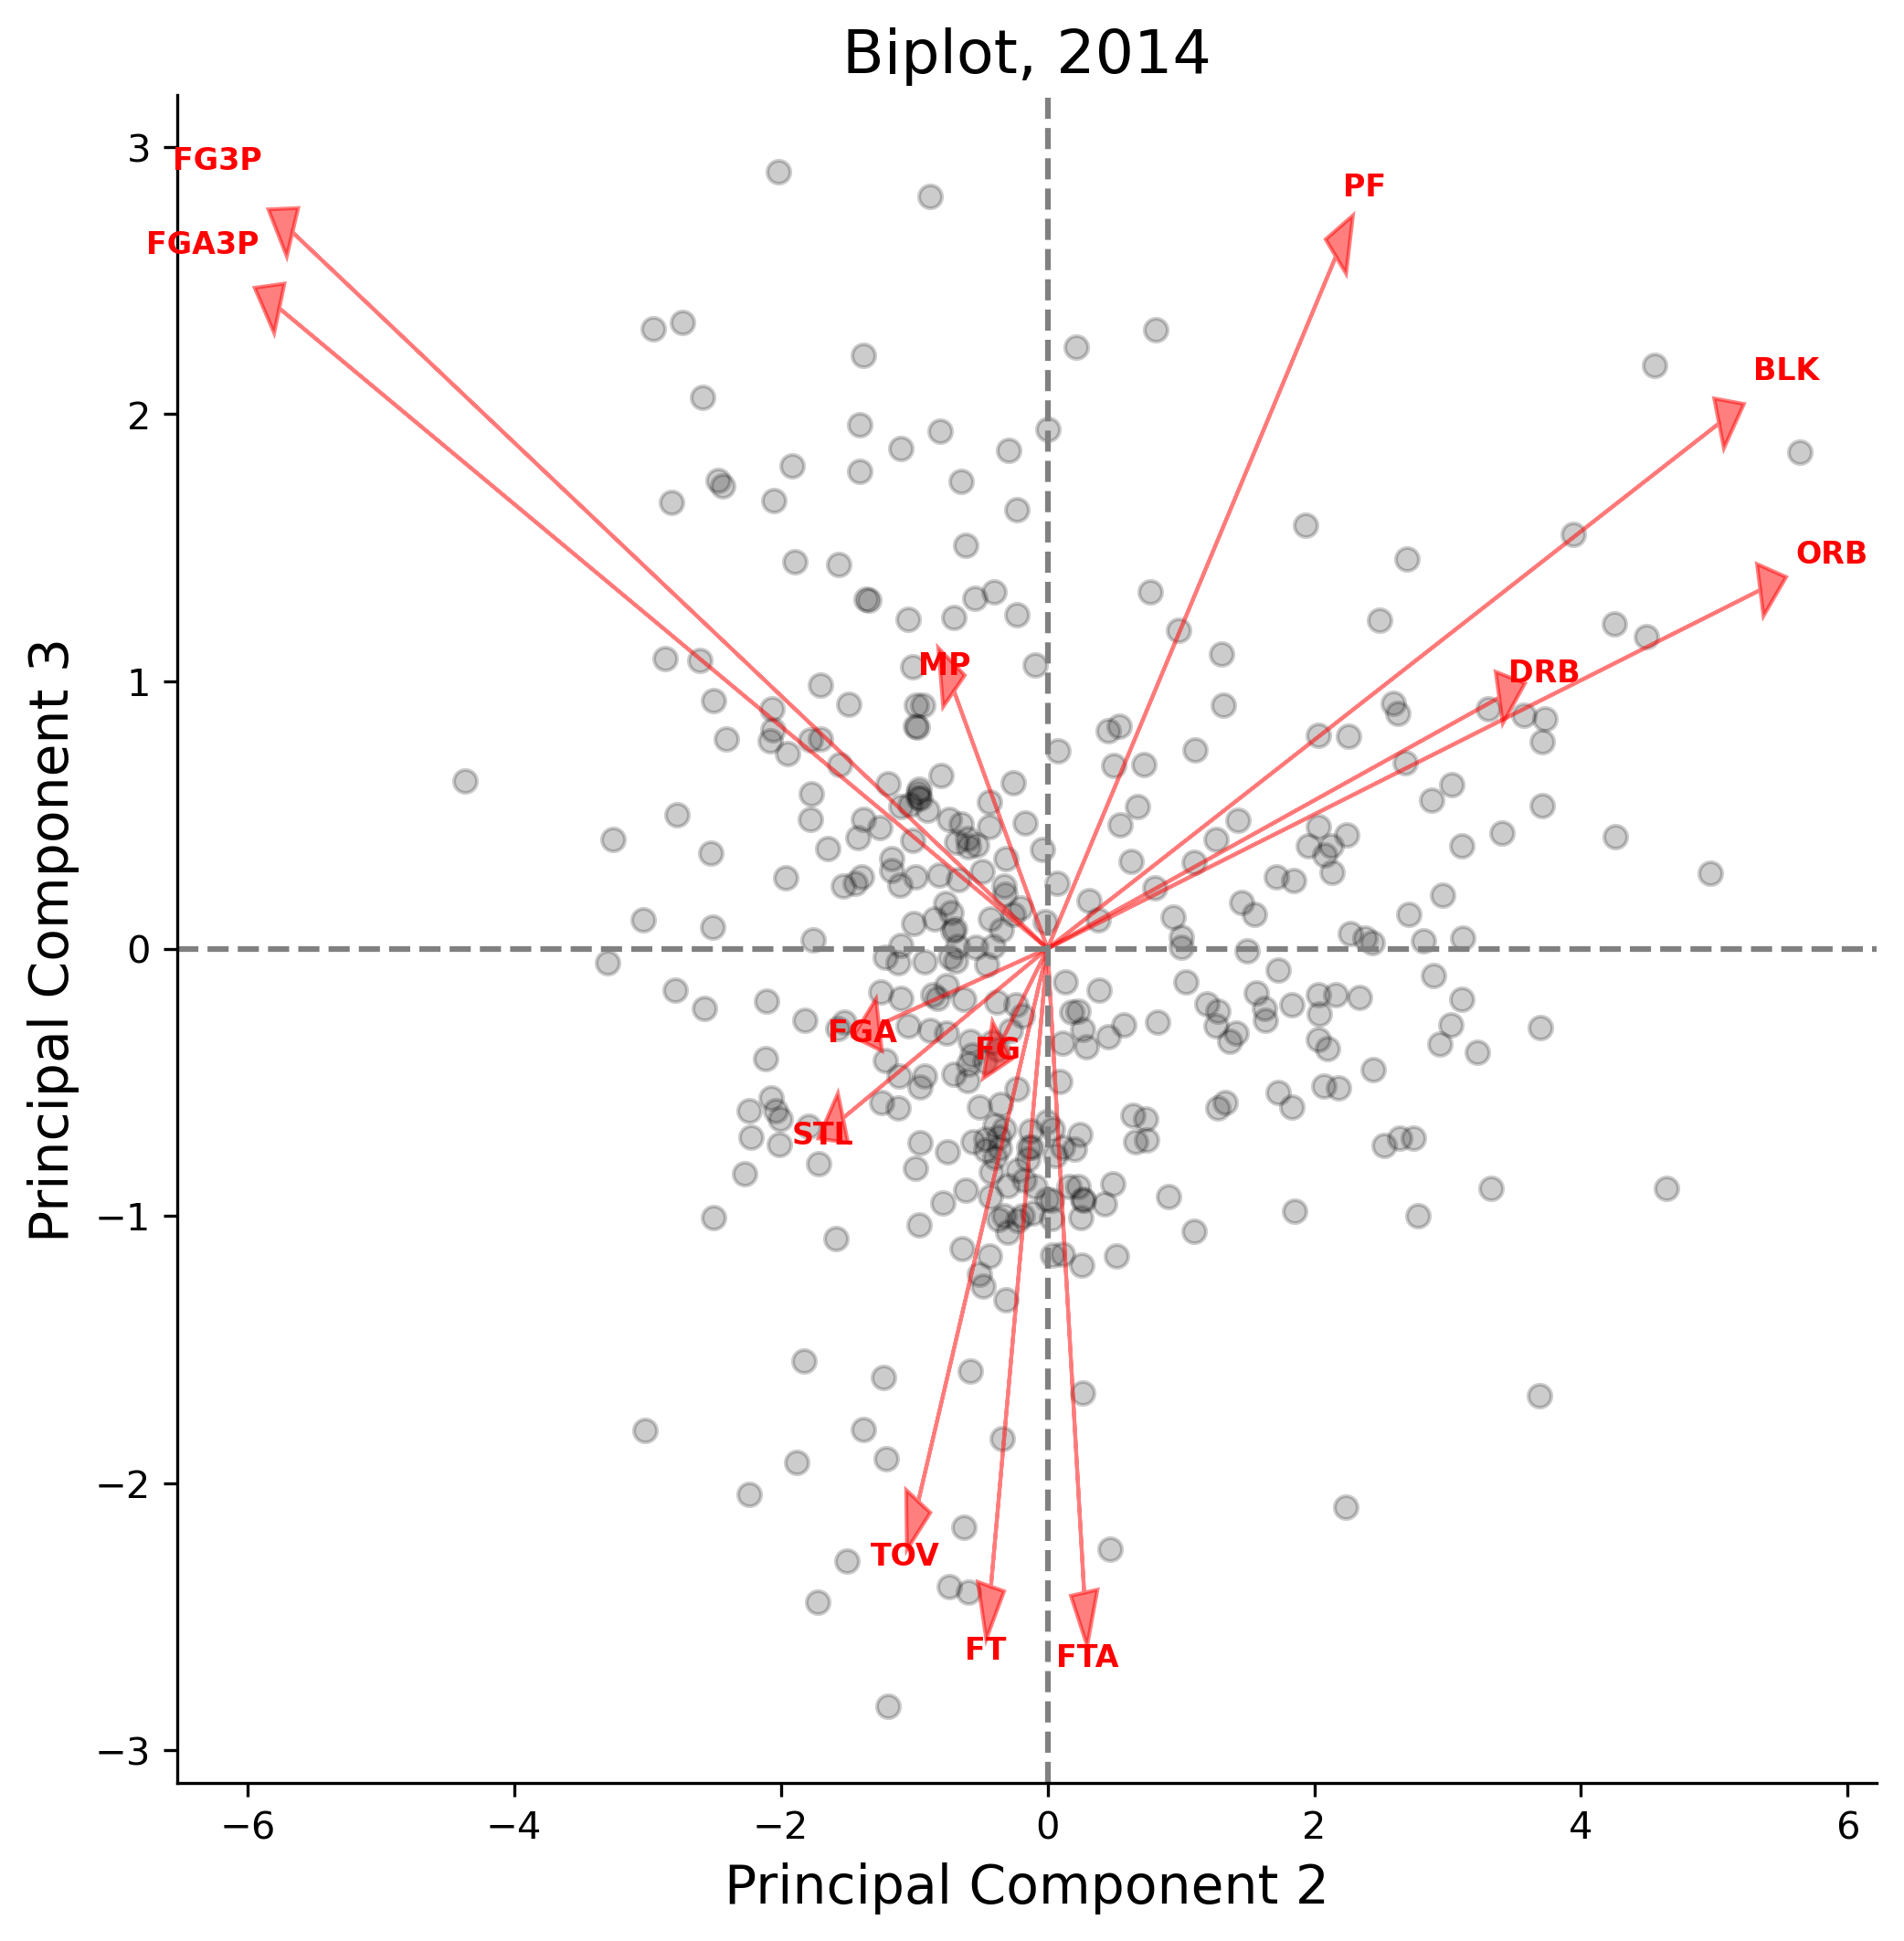 Biplot, 2014
3
FG3P
PF
FGA3P
BLK
2
ORB
1
MP
DRB
0
FGA
FG
STL
−1
−2
TOV
FT
FTA
−3
−6
−4
−2
0
2
4
6
Principal Component 2
Principal Component 3